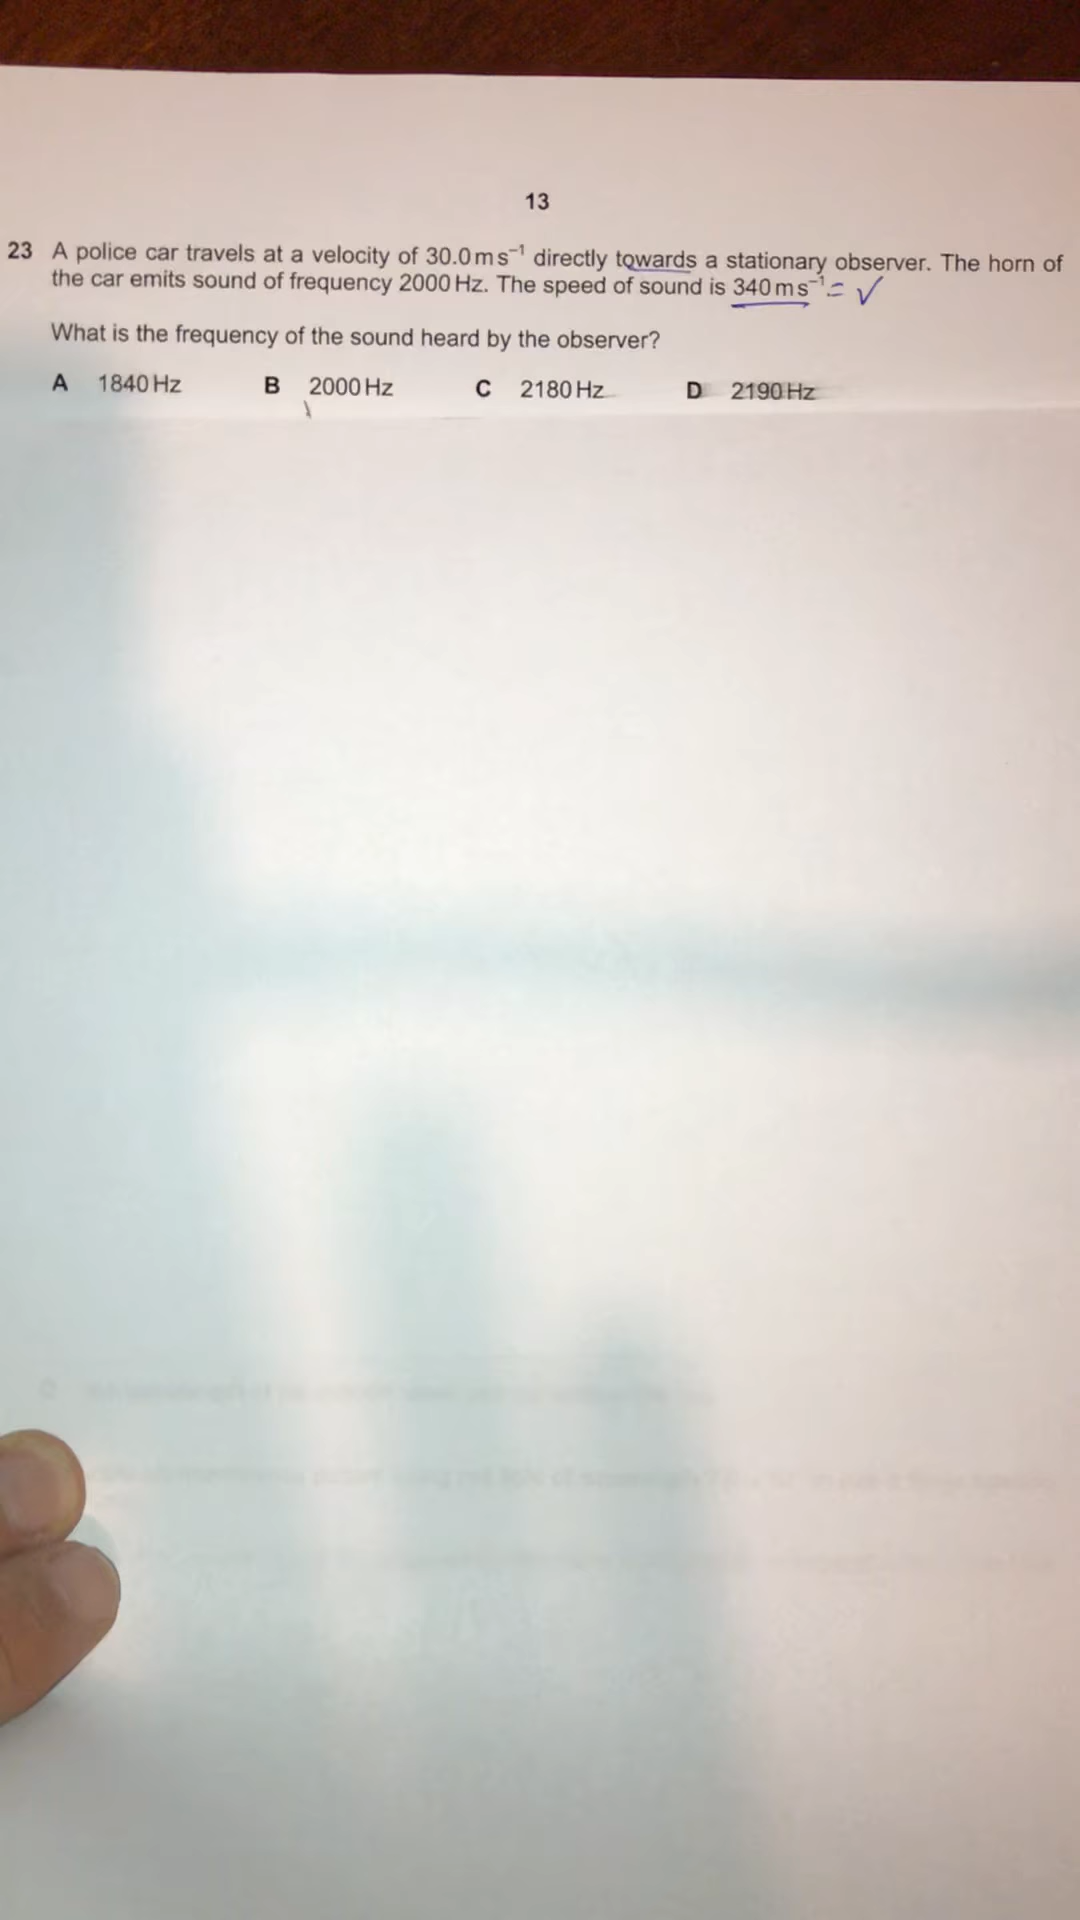 13
23 A police car travels at a velocity of 30.0 m s⁻¹ directly towards a stationary observer. The horn of
the car emits sound of frequency 2000 Hz. The speed of sound is 340 m s⁻¹ = ✓
What is the frequency of the sound heard by the observer?
A 1840 Hz B 2000 Hz C 2180 Hz D 2190 Hz